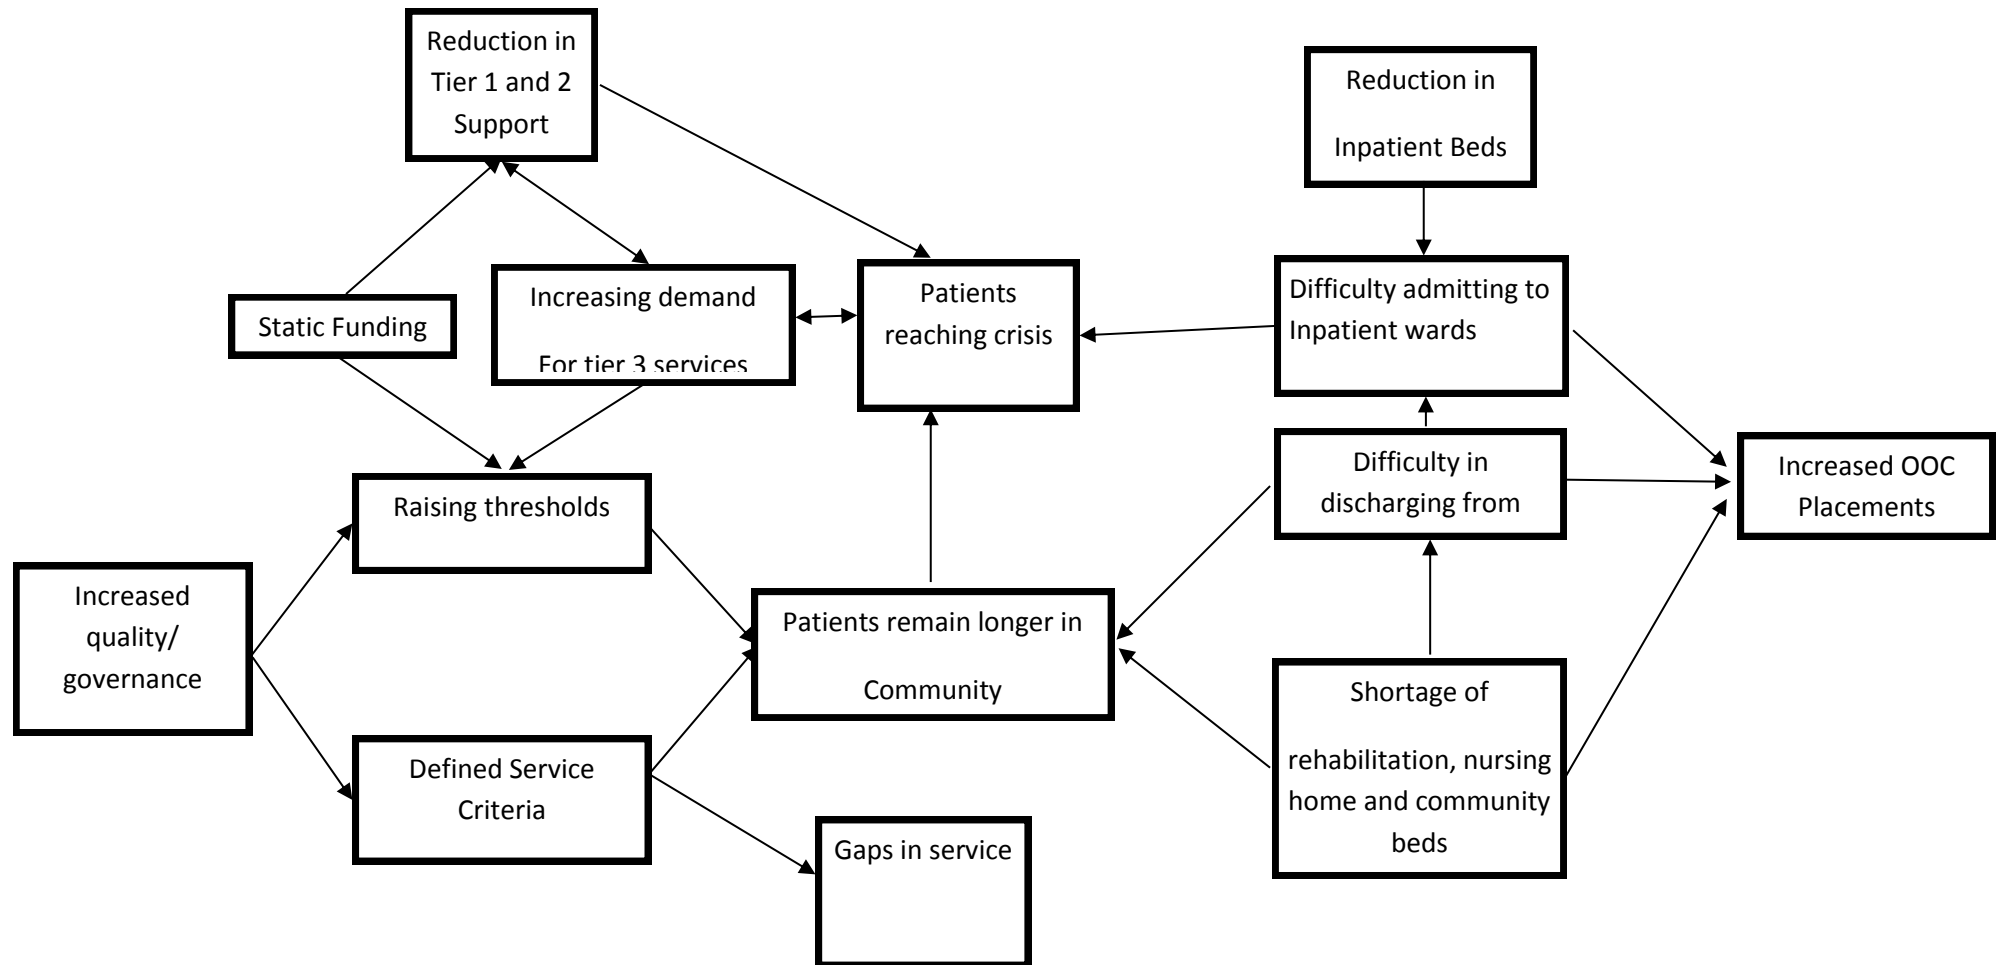 Reduction in
Tier 1 and 2
Support
Reduction in
Inpatient Beds
Static Funding
Increasing demand
For tier 3 services
Patients
reaching crisis
Difficulty admitting to
Inpatient wards
Raising thresholds
Difficulty in
discharging from
Increased OOC
Placements
Increased
quality/
governance
Patients remain longer in
Community
Shortage of
rehabilitation, nursing
home and community
beds
Defined Service
Criteria
Gaps in service